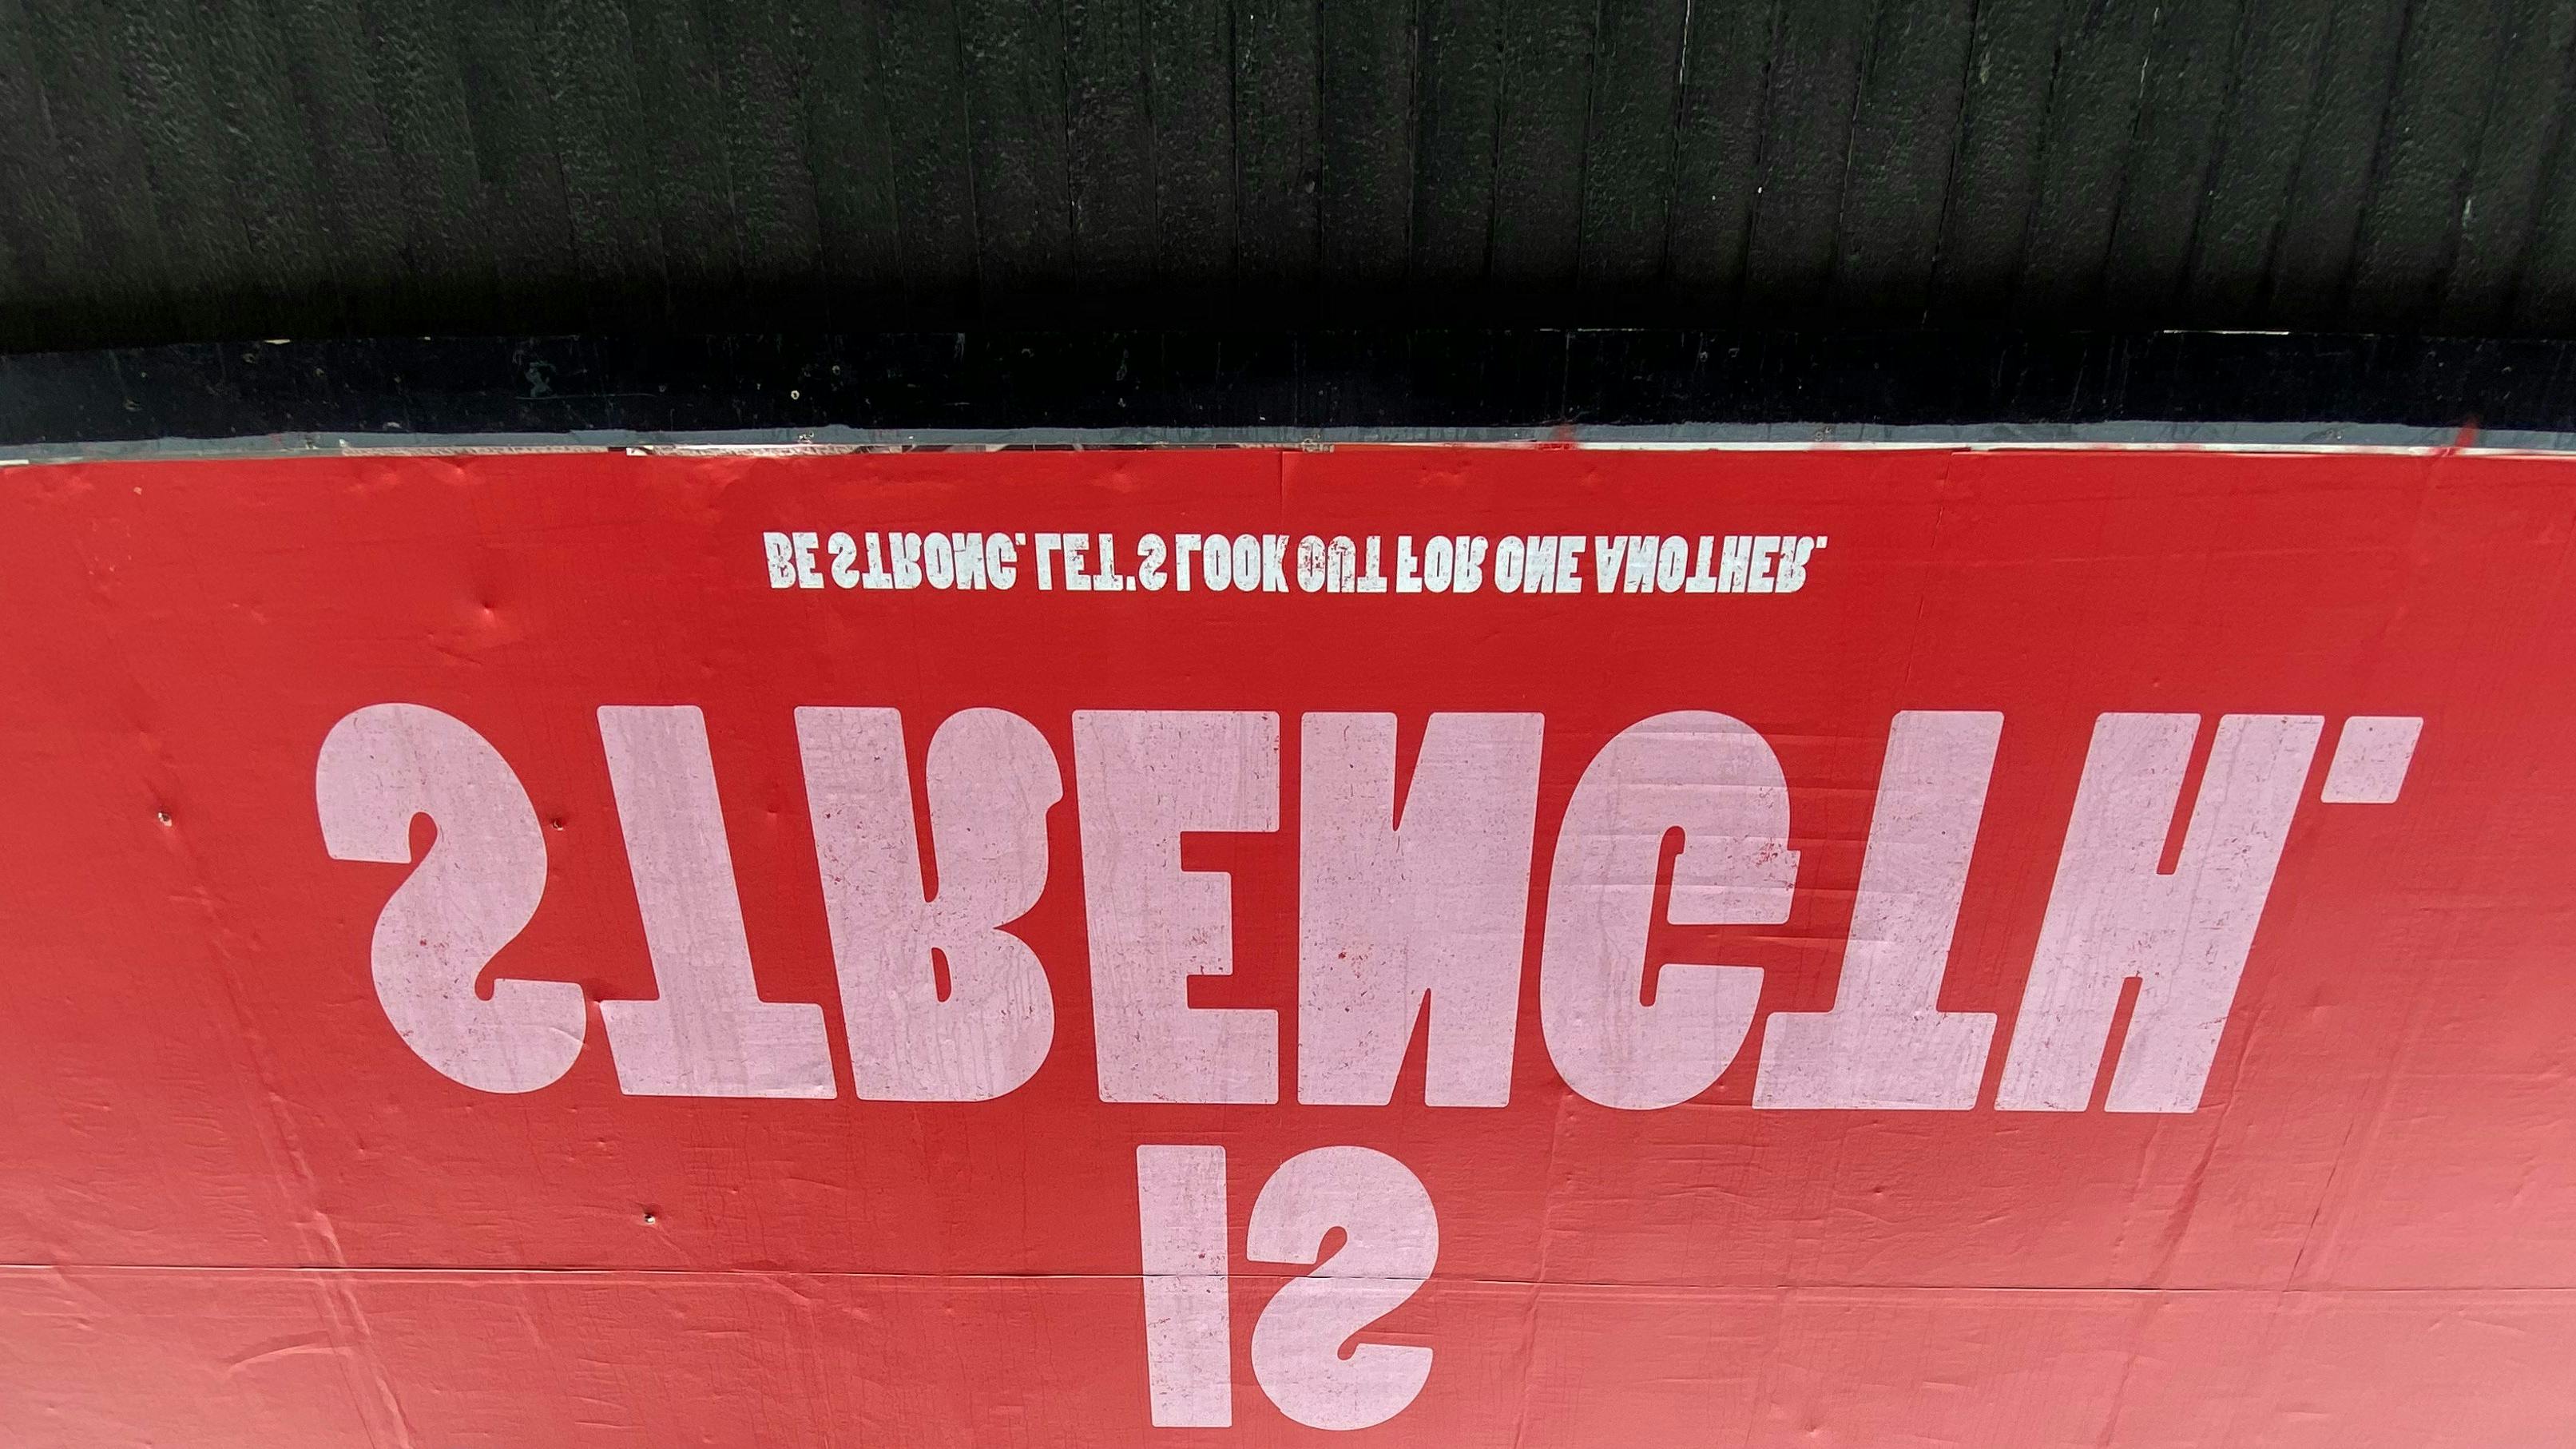 IS
STRENGTH.
BE STRONG. LET'S LOOK OUT FOR ONE ANOTHER.